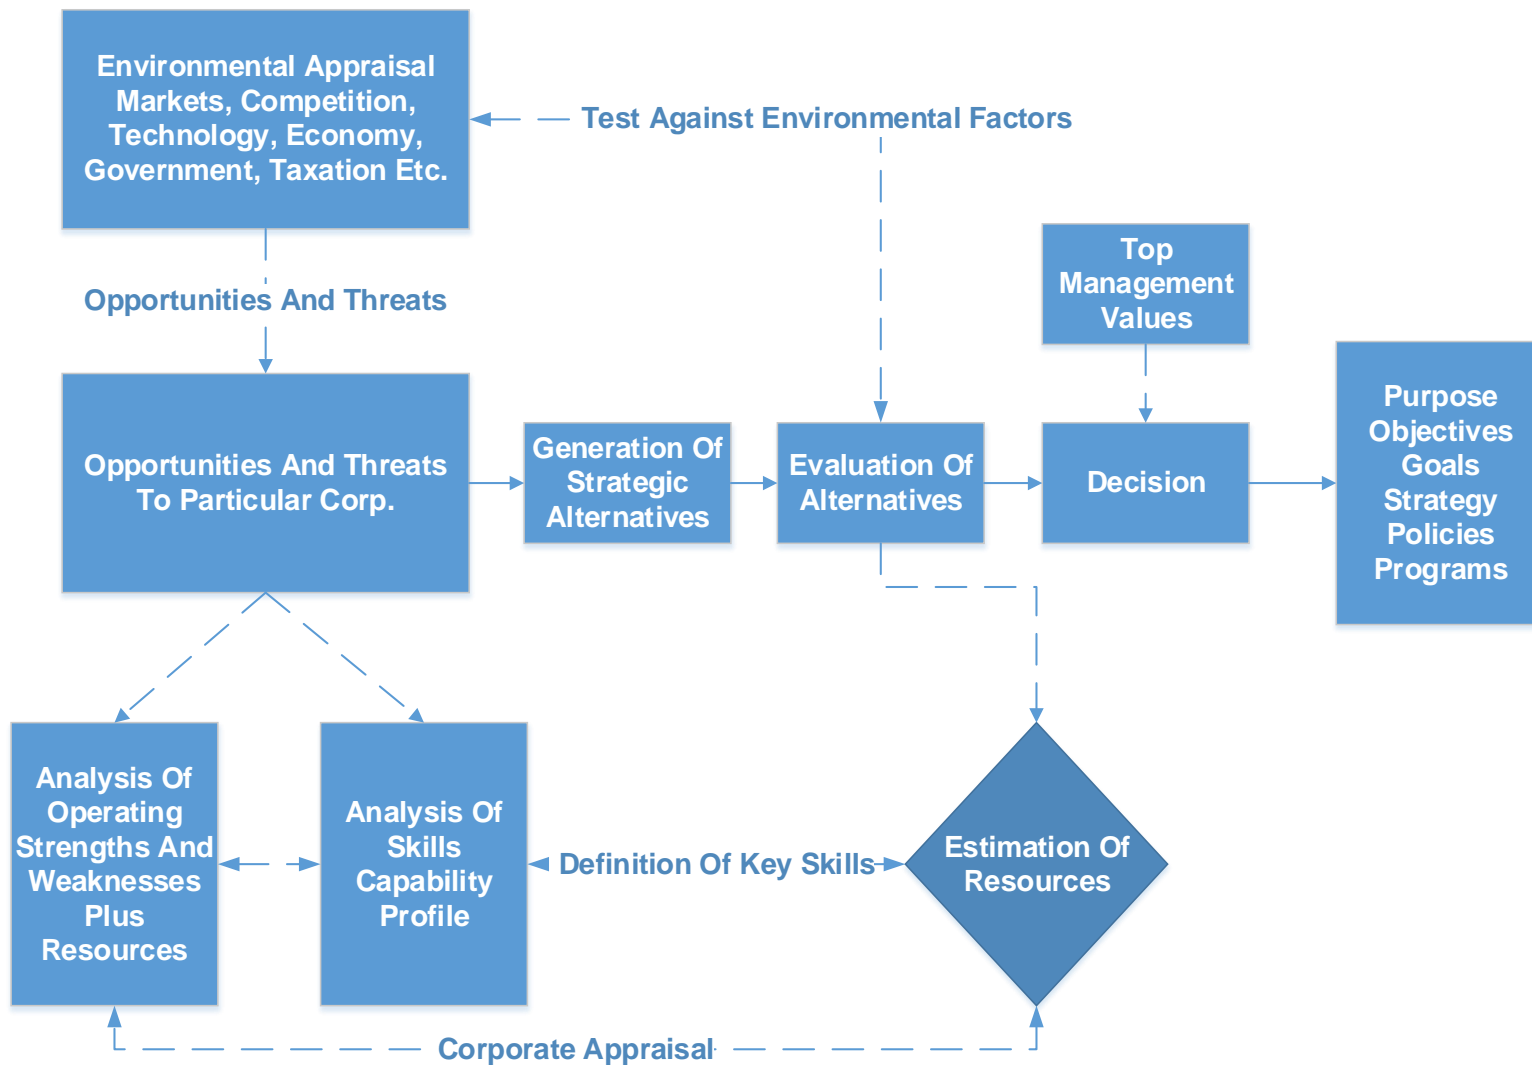 Environmental Appraisal
Markets, Competition,
Technology, Economy,
Government, Taxation Etc.
Test Against Environmental Factors
Opportunities And Threats
Top
Management
Values
Opportunities And Threats
To Particular Corp.
Generation Of
Strategic
Alternatives
Evaluation Of
Alternatives
Decision
Purpose
Objectives
Goals
Strategy
Policies
Programs
Analysis Of
Operating
Strengths And
Weaknesses
Plus
Resources
Analysis Of
Skills
Capability
Profile
Definition Of Key Skills
Estimation Of
Resources
Corporate Appraisal